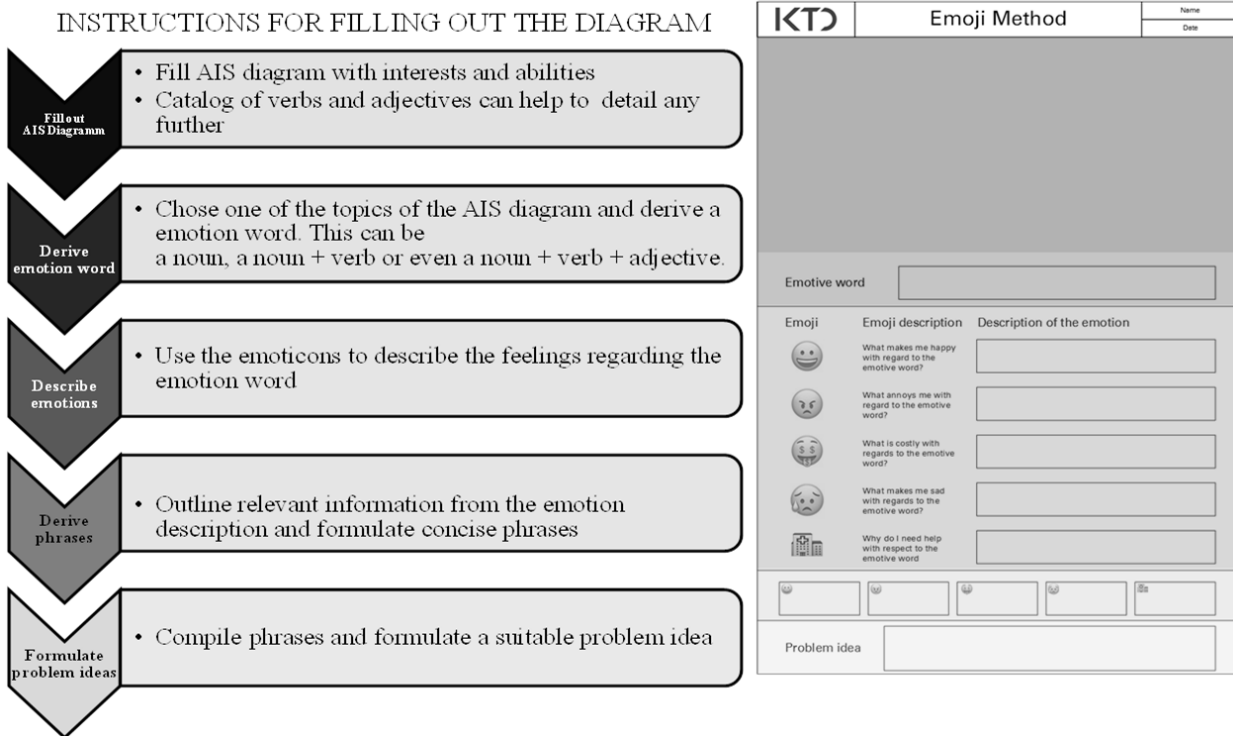 INSTRUCTIONS FOR FILLING OUT THE DIAGRAM
Fill out
AIS Diagramm
• Fill AIS diagram with interests and abilities
• Catalog of verbs and adjectives can help to detail any
further
Derive
emotion word
• Chose one of the topics of the AIS diagram and derive a
emotion word. This can be
a noun, a noun + verb or even a noun + verb + adjective.
Describe
emotions
• Use the emoticons to describe the feelings regarding the
emotion word
Derive
phrases
• Outline relevant information from the emotion
description and formulate concise phrases
Formulate
problem ideas
• Compile phrases and formulate a suitable problem idea
KTD
Emoji Method
Name
Date
Emotive word
Emoji
Emoji description
Description of the emotion
What makes me happy
with regard to the
emotive word?
What annoys me with
regard to the emotive
word?
$ $
What is costly with
regards to the emotive
word?
What makes me sad
with regards to the
emotive word?
Why do I need help
with respect to the
emotive word
Problem idea